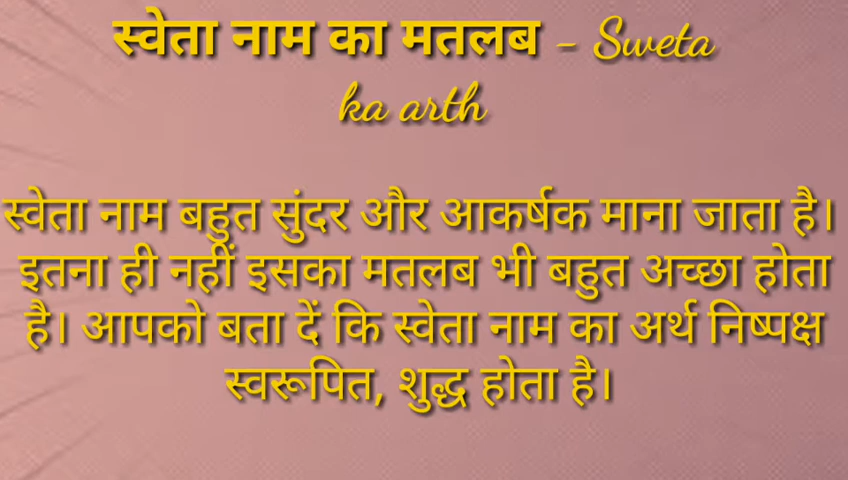 स्वेता नाम का मतलब - Sweta
ka arth
स्वेता नाम बहुत सुंदर और आकर्षक माना जाता है।
इतना ही नहीं इसका मतलब भी बहुत अच्छा होता
है। आपको बता दें कि स्वेता नाम का अर्थ निष्पक्ष
स्वरूपित, शुद्ध होता है।